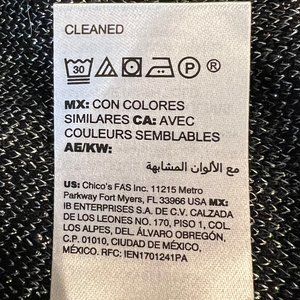 CLEANED
30 P ®
MX: CON COLORES
SIMILARES CA: AVEC
COULEURS SEMBLABLES
AE/KW:
مع الألوان المشابهة
US: Chico's FAS Inc. 11215 Metro
Parkway Fort Myers, FL 33966 USA MX:
IB ENTERPRISES S.A. DE C.V. CALZADA
DE LOS LEONES NO. 170, PISO 1, COL.
LOS ALPES, DEL. ÁLVARO OBREGÓN,
C.P. 01010, CIUDAD DE MÉXICO,
MÉXICO. RFC: IEN1701241PA